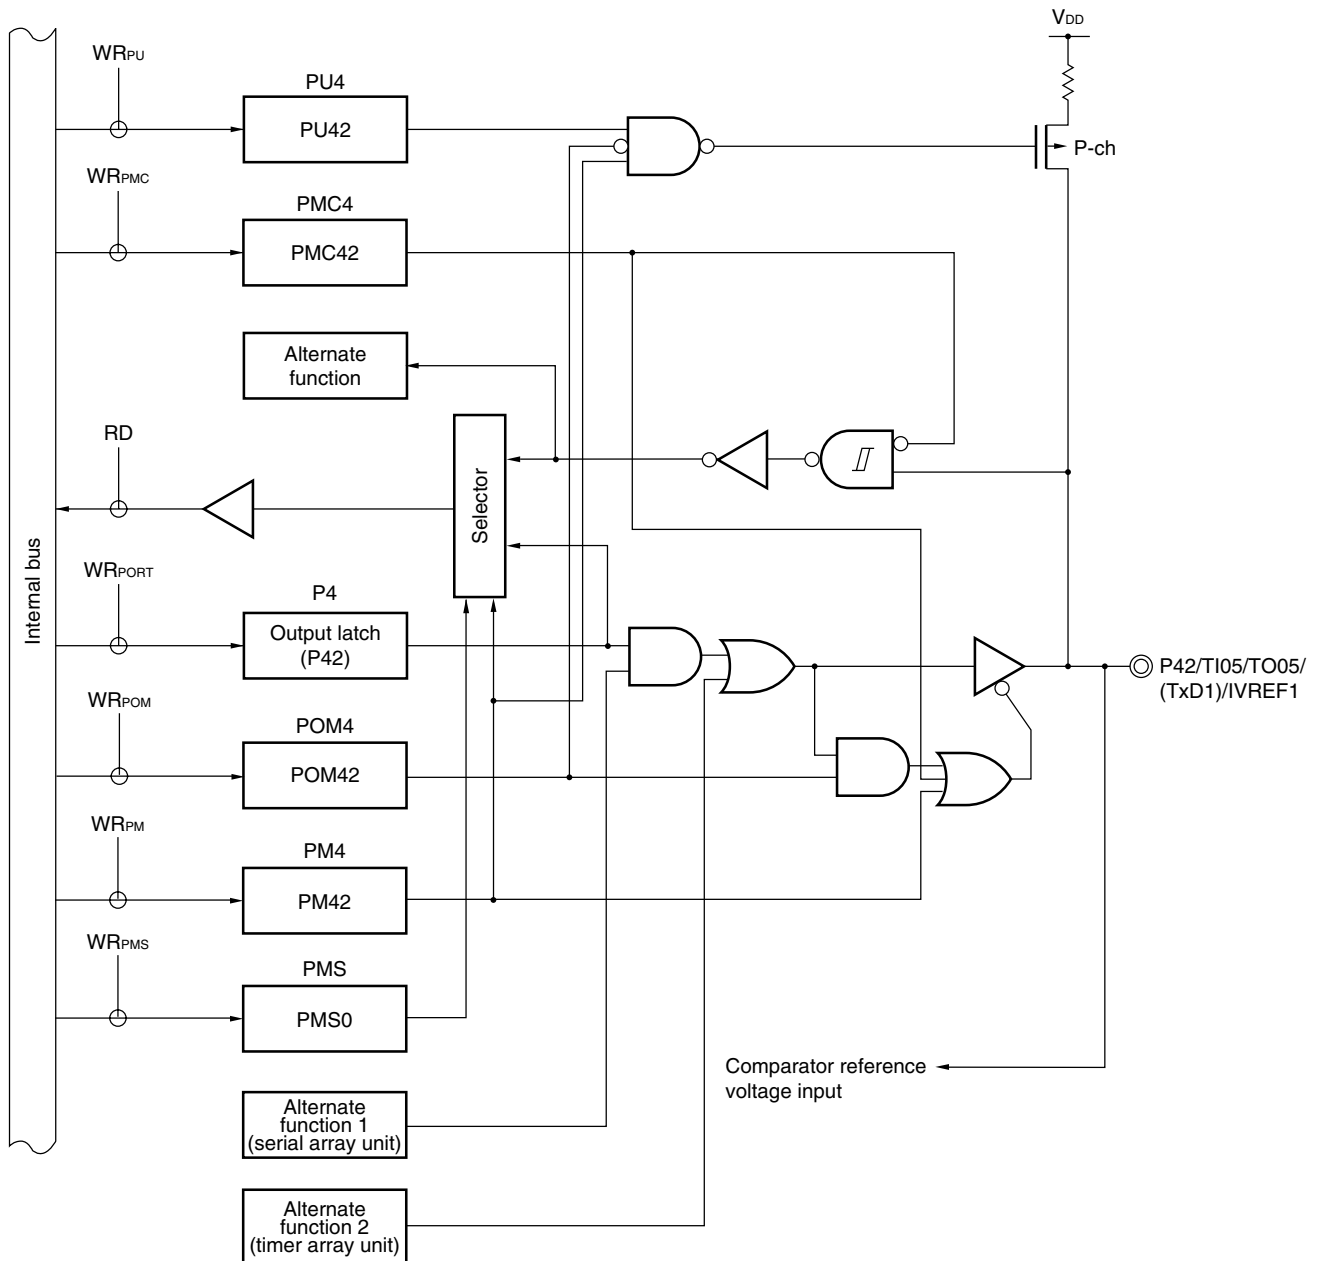 VDD
WRPU
PU4
PU42
P-ch
WRPMC
PMC4
PMC42
Alternate
function
RD
Selector
Internal bus
WRPORT
P4
Output latch
(P42)
P42/TI05/TO05/
(TxD1)/IVREF1
WRPOM
POM4
POM42
WRPM
PM4
PM42
WRPMS
PMS
PMS0
Comparator reference
voltage input
Alternate
function 1
(serial array unit)
Alternate
function 2
(timer array unit)